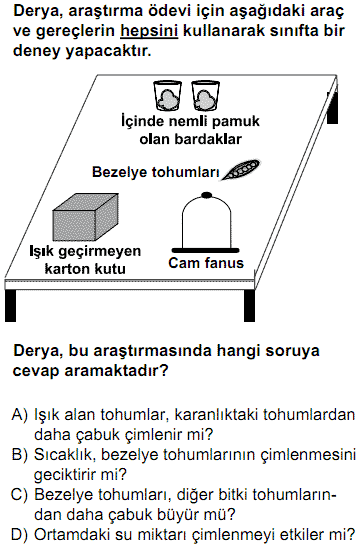 Derya, araştırma ödevi için aşağıdaki araç
ve gereçlerin hepsini kullanarak sınıfta bir
deney yapacaktır.
İçinde nemli pamuk
olan bardaklar
Bezelye tohumları
Işık geçirmeyen
karton kutu
Cam fanus
Derya, bu araştırmasında hangi soruya
cevap aramaktadır?
A) Işık alan tohumlar, karanlıktaki tohumlardan
daha çabuk çimlenir mi?
B) Sıcaklık, bezelye tohumlarının çimlenmesini
geciktirir mi?
C) Bezelye tohumları, diğer bitki tohumların-
dan daha çabuk büyür mü?
D) Ortamdaki su miktarı çimlenmeyi etkiler mi?